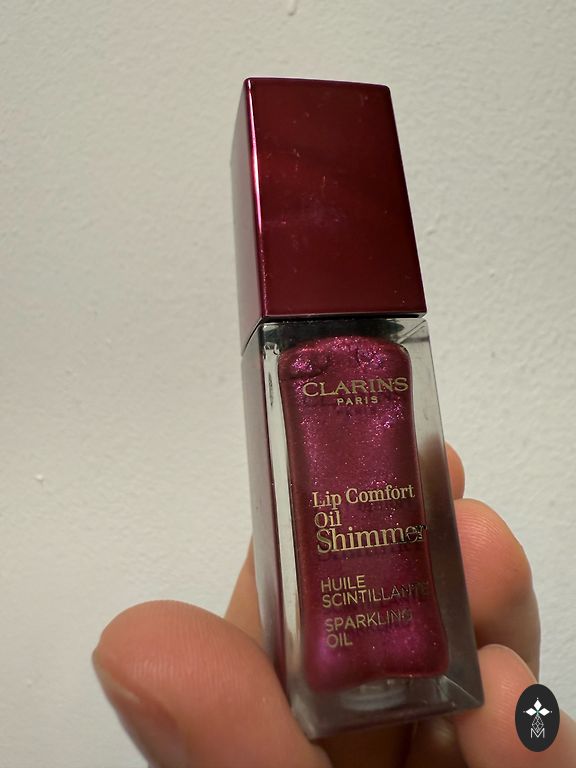 CLARINS
PARIS
Lip Comfort
Oil
Shimmer
HUILE
SCINTILLANTE
SPARKLING
OIL
M